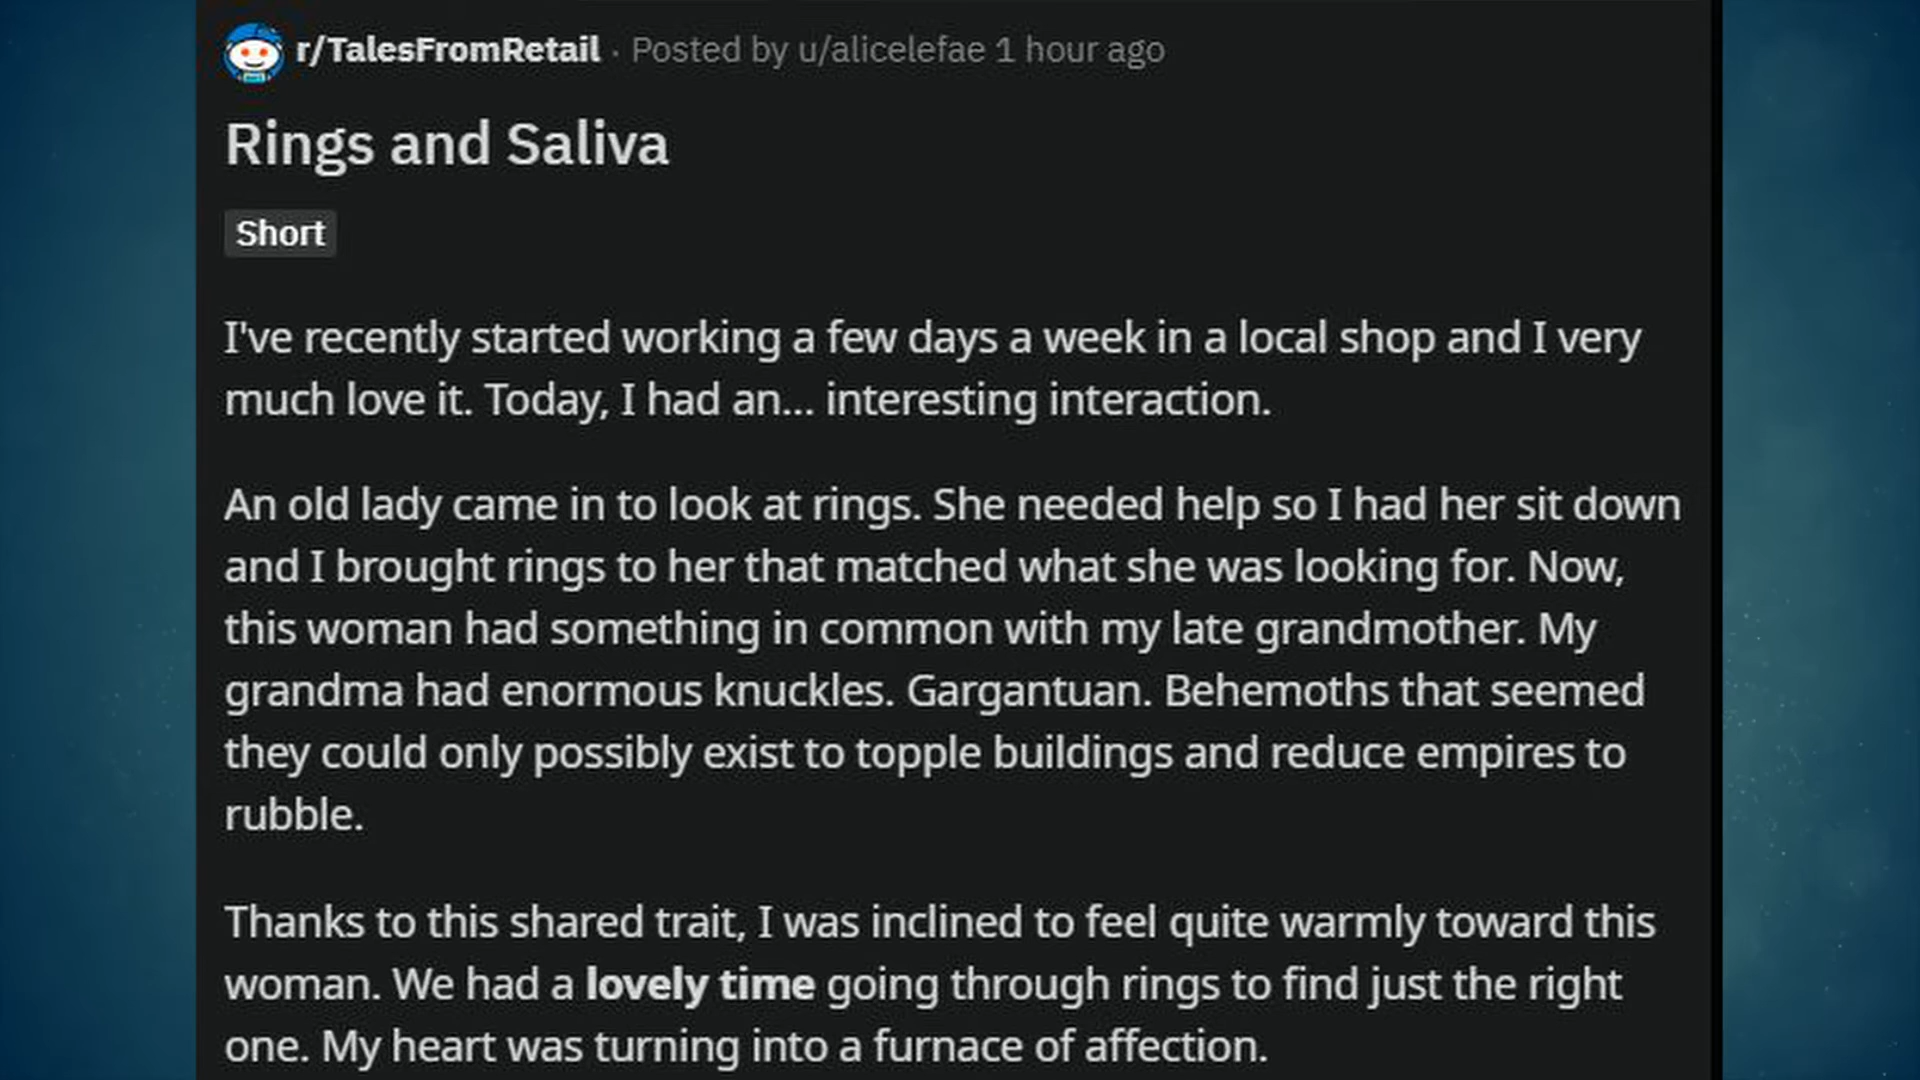 r/TalesFromRetail · Posted by u/alicelefae 1 hour ago
Rings and Saliva
Short
I've recently started working a few days a week in a local shop and I very
much love it. Today, I had an... interesting interaction.
An old lady came in to look at rings. She needed help so I had her sit down
and I brought rings to her that matched what she was looking for. Now,
this woman had something in common with my late grandmother. My
grandma had enormous knuckles. Gargantuan. Behemoths that seemed
they could only possibly exist to topple buildings and reduce empires to
rubble.
Thanks to this shared trait, I was inclined to feel quite warmly toward this
woman. We had a lovely time going through rings to find just the right
one. My heart was turning into a furnace of affection.